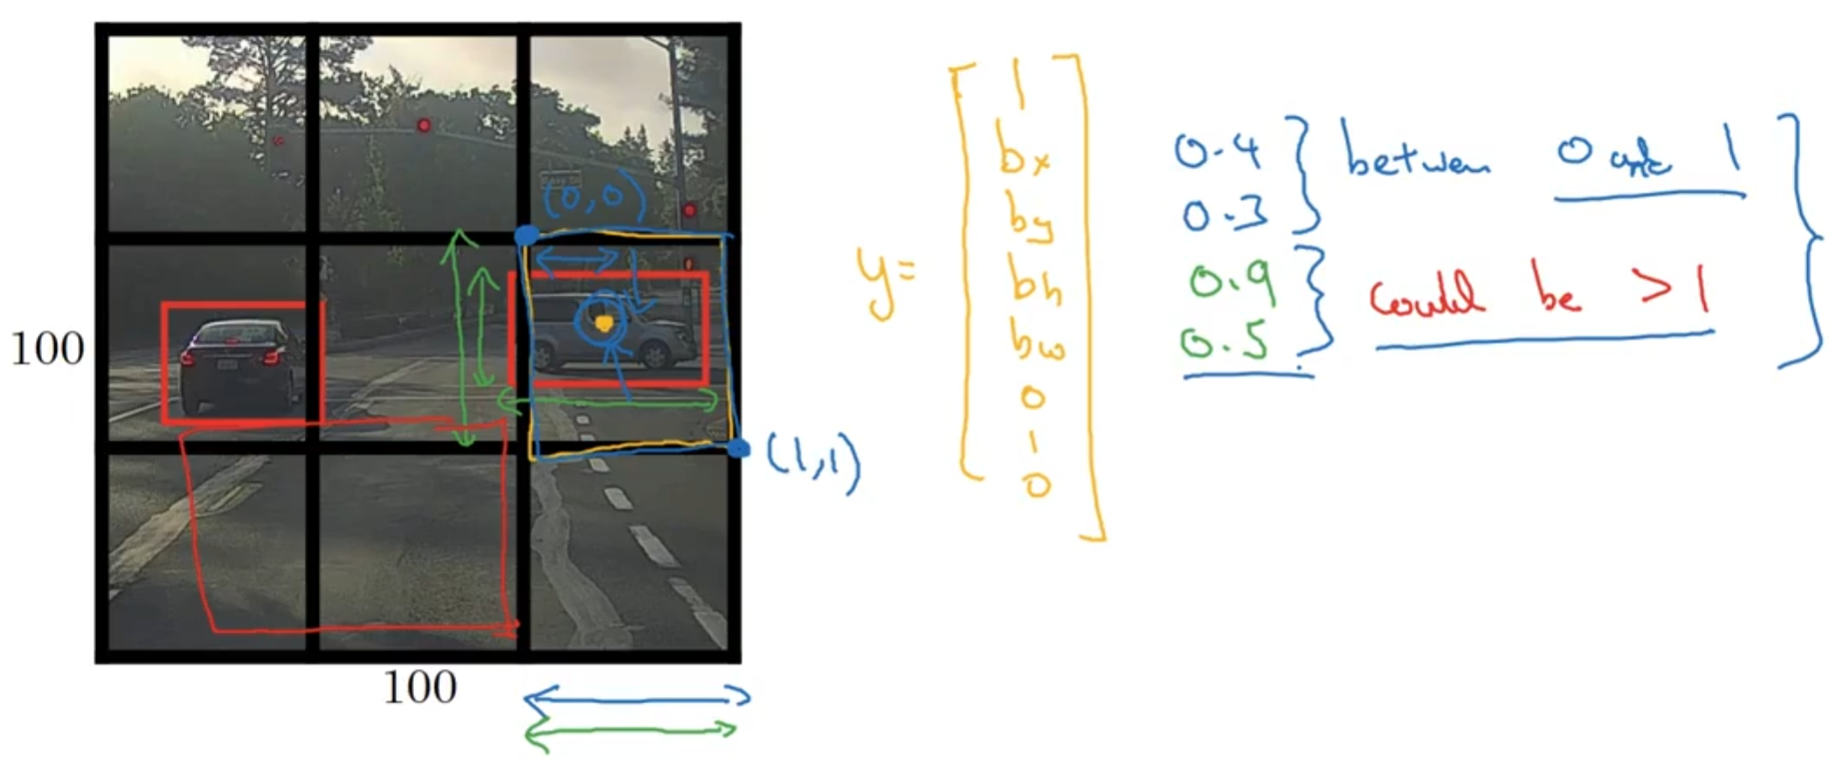 100
100
(0,0)
(1,1)
y=
1
bx
by
bh
bw
0
1
0
0.4
0.3
0.9
0.5
between 0 and 1
could be >1